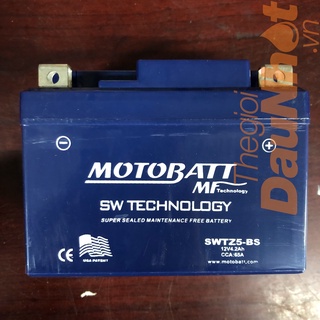 Thegioi
DauNhot
.vn
MOTOBATT
MF Technology
SW TECHNOLOGY
SUPER SEALED MAINTENANCE FREE BATTERY
CE
USA PATENT
SWTZ5-BS
12V4.2Ah
CCA:65A
www.motobatt.com